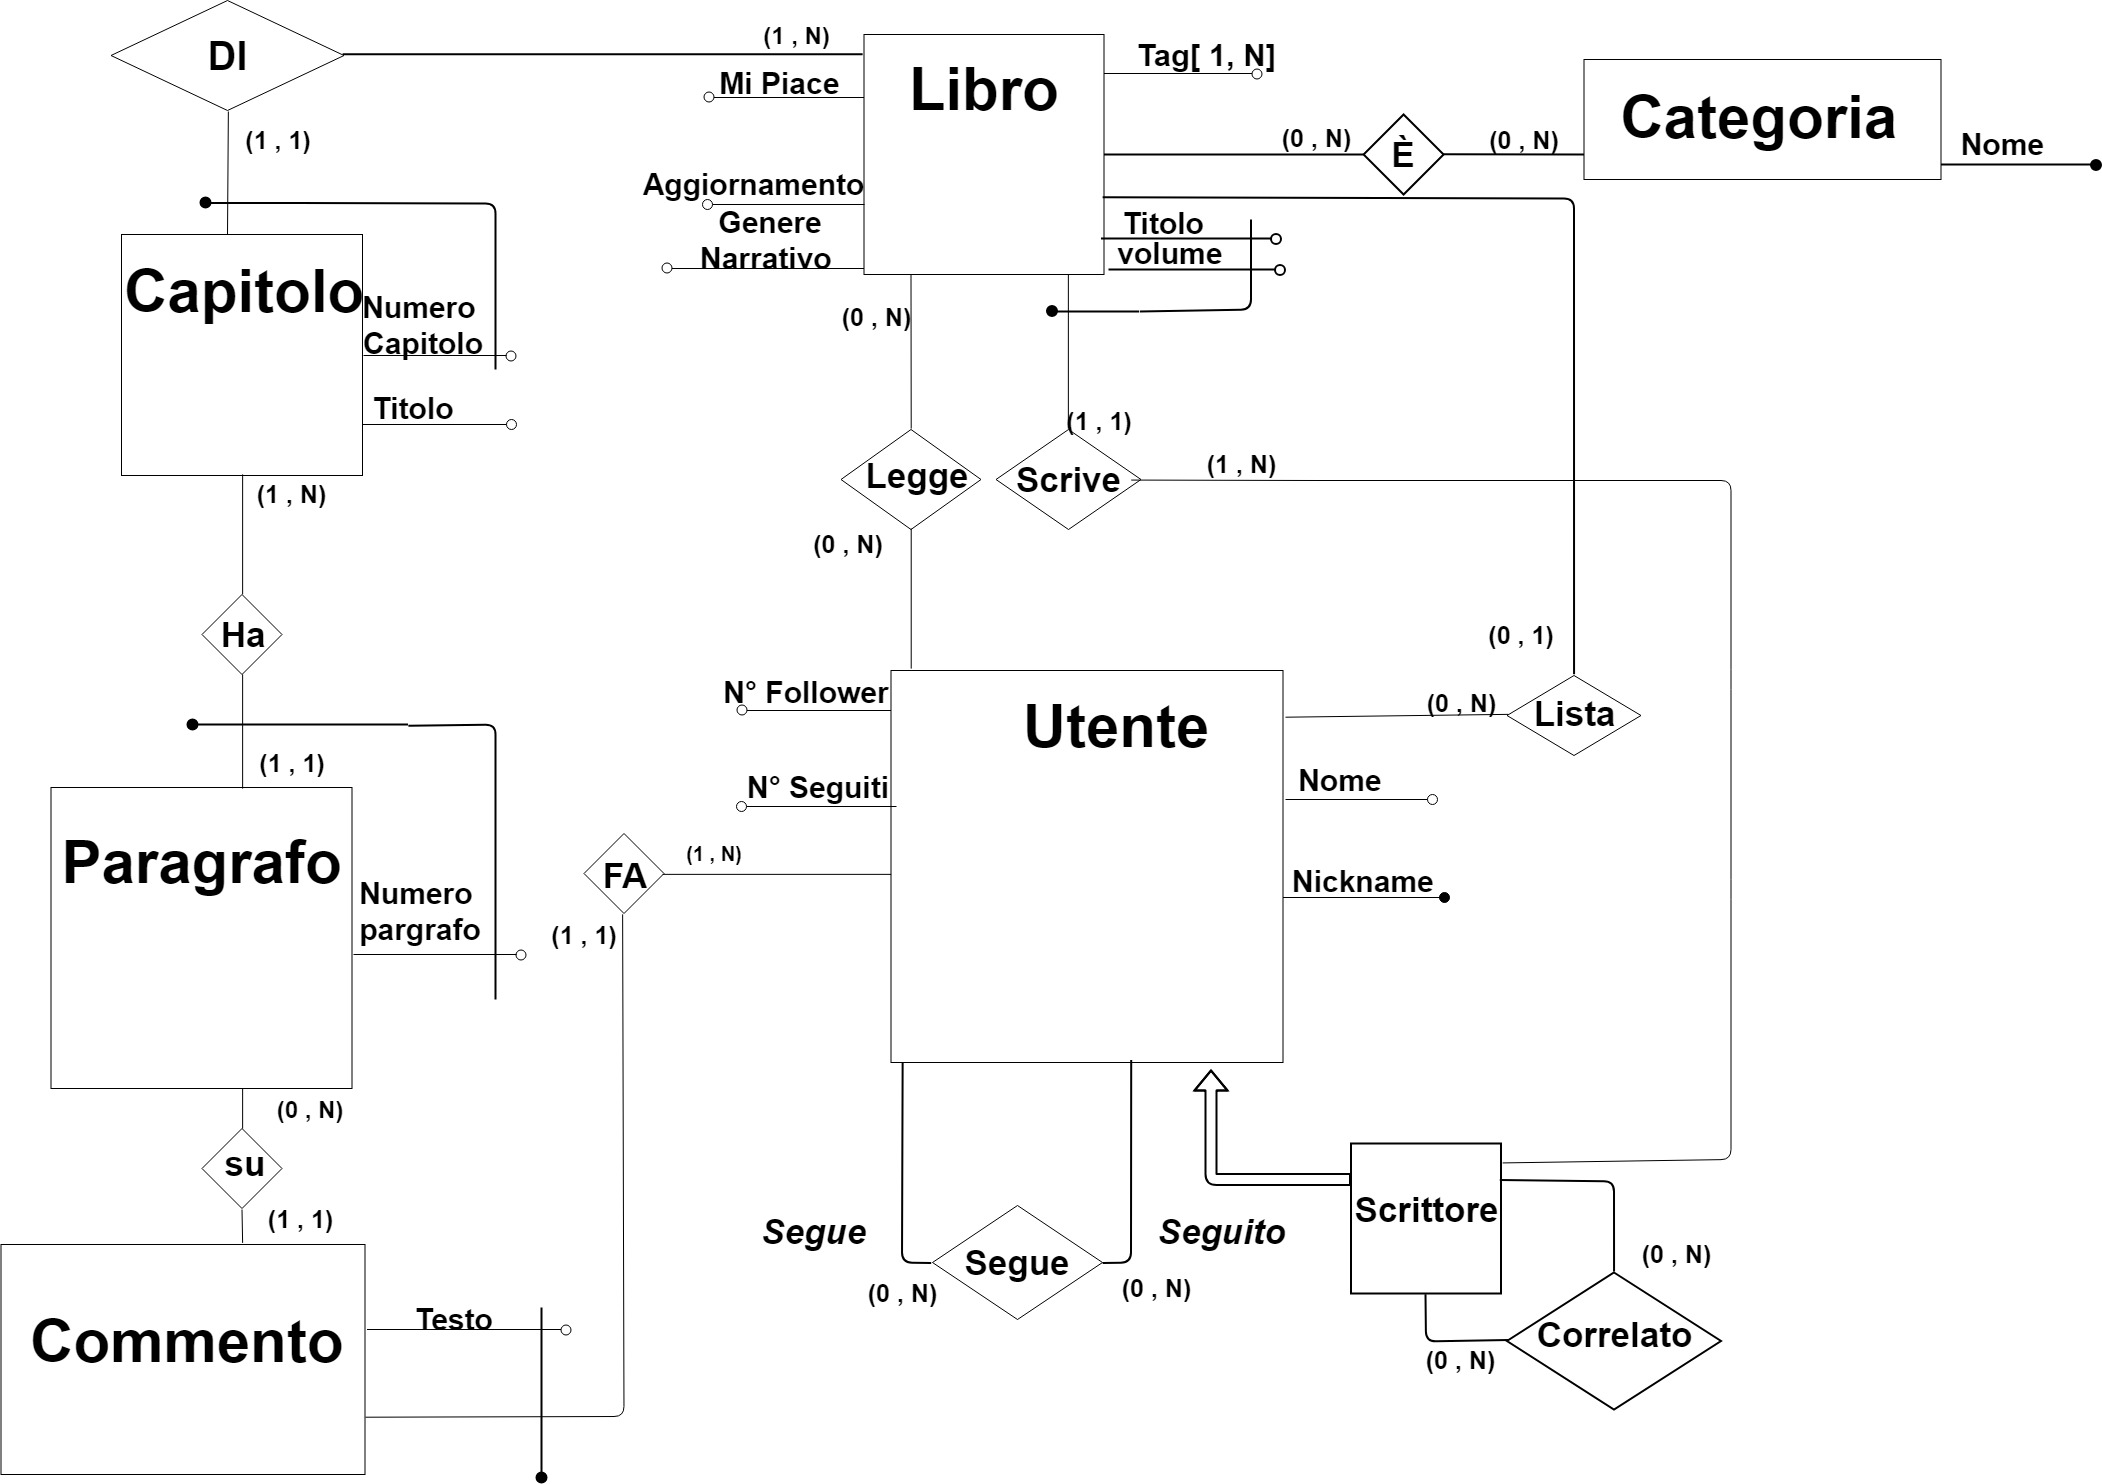 DI
(1 , N)
Libro
Tag[ 1, N]
Mi Piace
Categoria
(1 , 1)
(0 , N)
È
(0 , N)
Nome
Aggiornamento
Genere
Narrativo
Titolo
volume
Capitolo
Numero
Capitolo
(0 , N)
Titolo
(1 , 1)
Legge
Scrive
(1 , N)
(1 , N)
(0 , N)
Ha
(0 , 1)
N° Follower
Utente
(0 , N)
Lista
(1 , 1)
N° Seguiti
Nome
Paragrafo
FA
(1 , N)
Nickname
Numero
pargrafo
(1 , 1)
(0 , N)
su
(1 , 1)
Segue
Seguito
Scrittore
Segue
(0 , N)
(0 , N)
(0 , N)
Commento
Testo
Correlato
(0 , N)